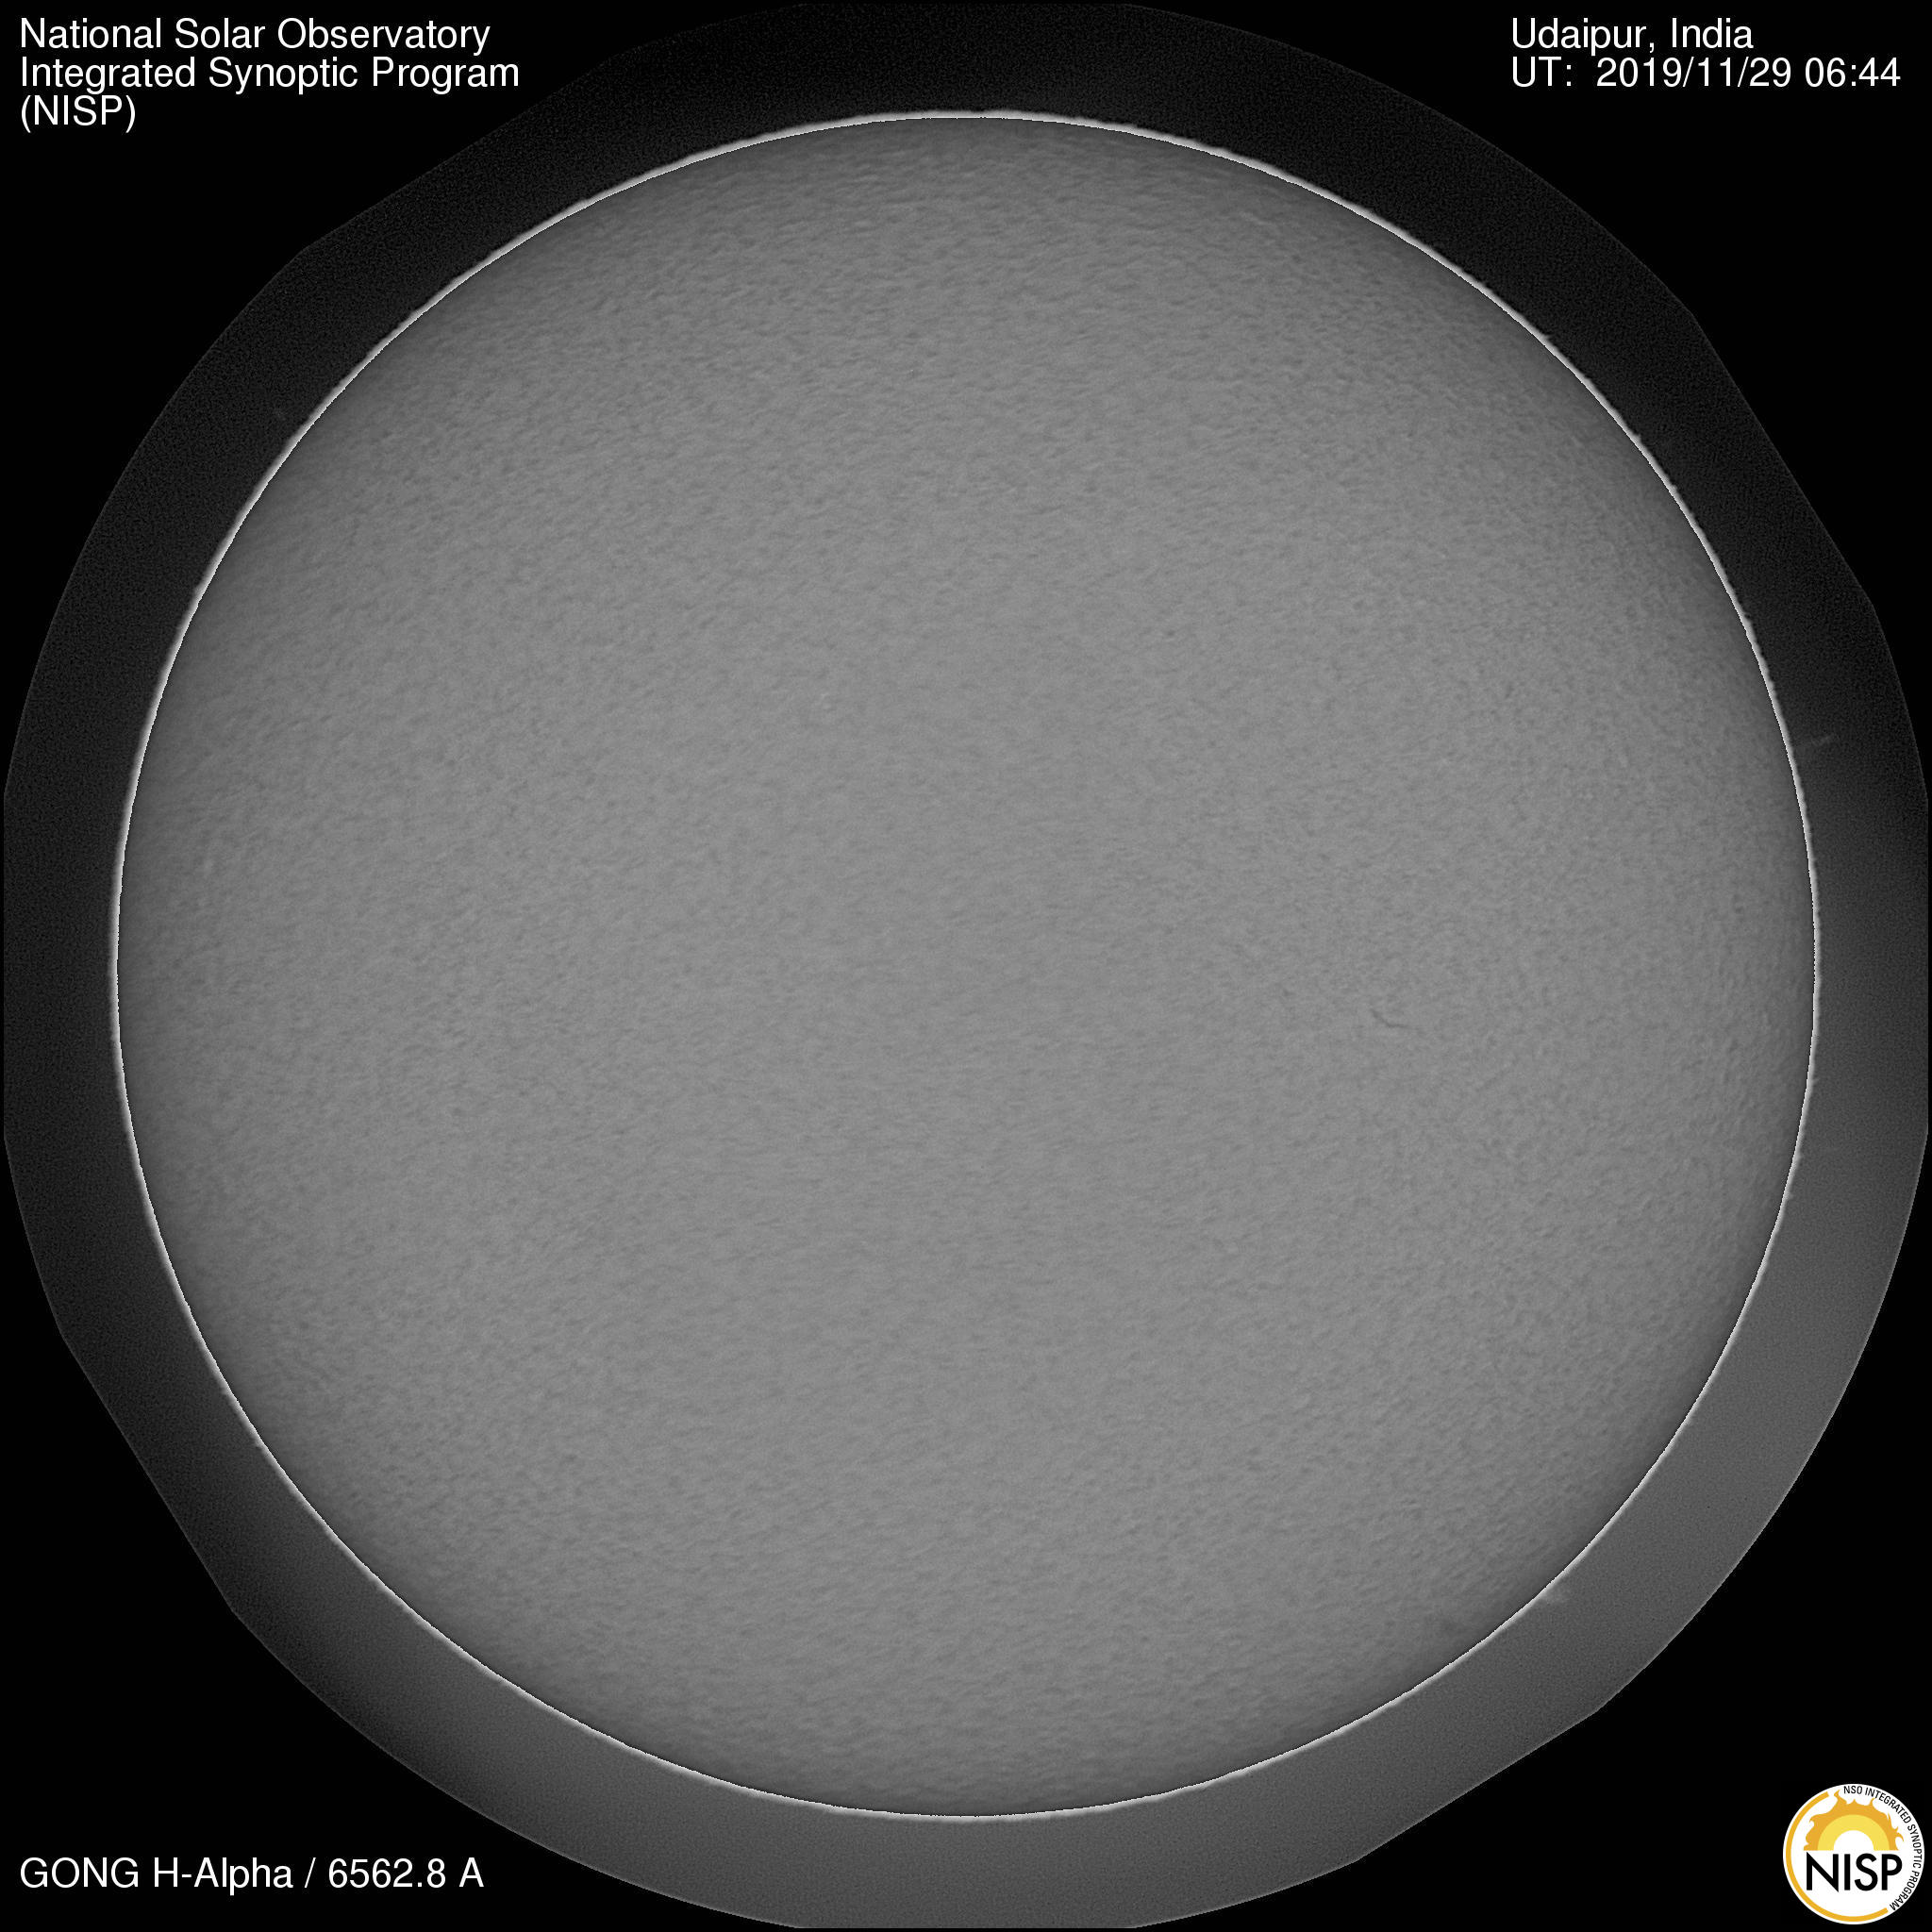 National Solar Observatory
Integrated Synoptic Program
(NISP)
Udaipur, India
UT: 2019/11/29 06:44
GONG H-Alpha / 6562.8 A
NSO INTEGRATED SYNOPTIC PROGRAM
NISP